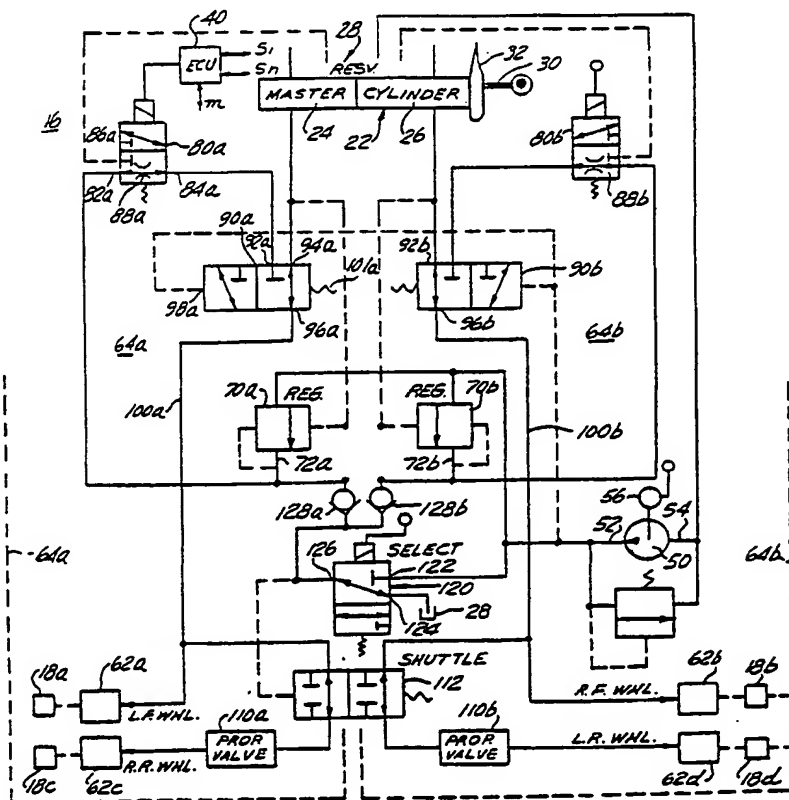 40
28
32
ECU
S1
Sn
m
RESV.
30
MASTER
CYLINDER
16
86a
80a
24
22
26
80b
82a
88a
84a
88b
90a
92a
94a
92b
90b
101a
98a
96a
96b
64a
64b
70a
REG.
REG.
70b
100a
100b
72a
72b
56
52
54
128a
128b
50
SELECT
126
122
120
64a
64b
124
28
SHUTTLE
112
18a
62a
62b
18b
L.F. WHL.
R.F. WHL.
110a
110b
PROR VALVE
PROR VALVE
R.R. WHL.
L.R. WHL.
18c
62c
62d
18d